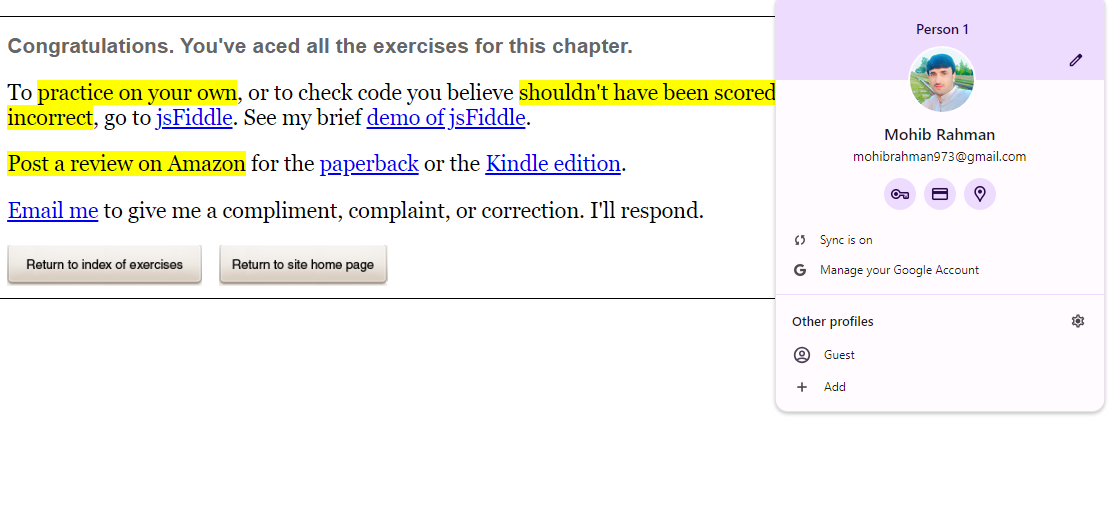 Congratulations. You've aced all the exercises for this chapter.
To practice on your own, or to check code you believe shouldn't have been scored
incorrect, go to jsFiddle. See my brief demo of jsFiddle.
Post a review on Amazon for the paperback or the Kindle edition.
Email me to give me a compliment, complaint, or correction. I'll respond.
Return to index of exercises
Return to site home page
Person 1
Mohib Rahman
mohibrahman973@gmail.com
Sync is on
Manage your Google Account
Other profiles
Guest
Add